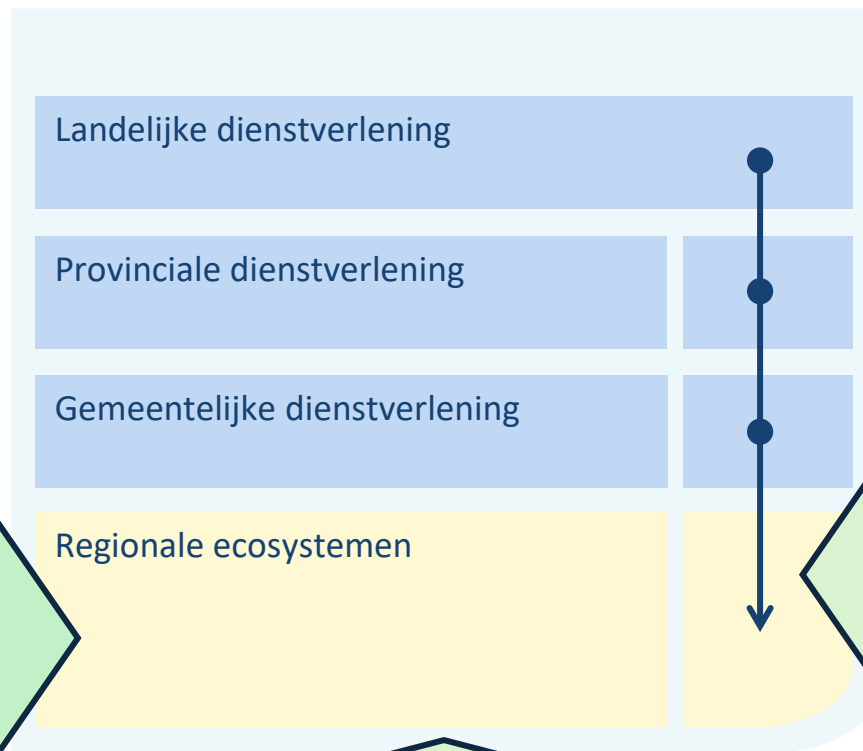 Landelijke dienstverlening
Provinciale dienstverlening
Gemeentelijke dienstverlening
Regionale ecosystemen